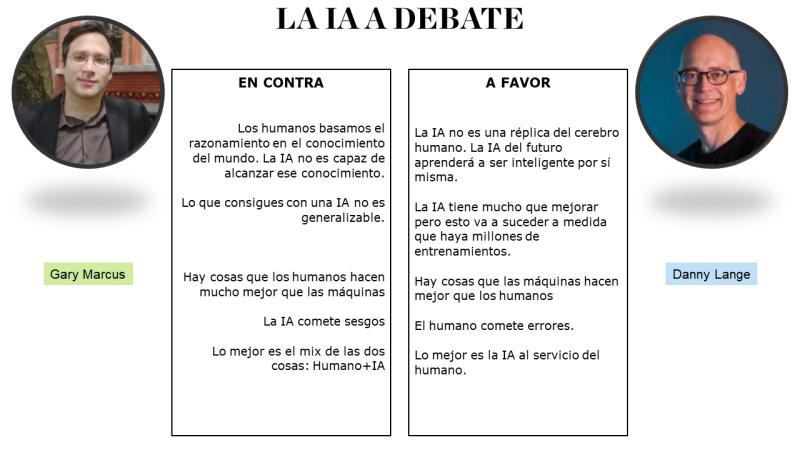 LA IA A DEBATE
EN CONTRA
Los humanos basamos el
razonamiento en el conocimiento
del mundo. La IA no es capaz de
alcanzar ese conocimiento.
Lo que consigues con una IA no es
generalizable.
Hay cosas que los humanos hacen
mucho mejor que las máquinas
La IA comete sesgos
Lo mejor es el mix de las dos
cosas: Humano+IA
A FAVOR
La IA no es una réplica del cerebro
humano. La IA del futuro
aprenderá a ser inteligente por sí
misma.
La IA tiene mucho que mejorar
pero esto va a suceder a medida
que haya millones de
entrenamientos.
Hay cosas que las máquinas hacen
mejor que los humanos
El humano comete errores.
Lo mejor es la IA al servicio del
humano.
Gary Marcus
Danny Lange